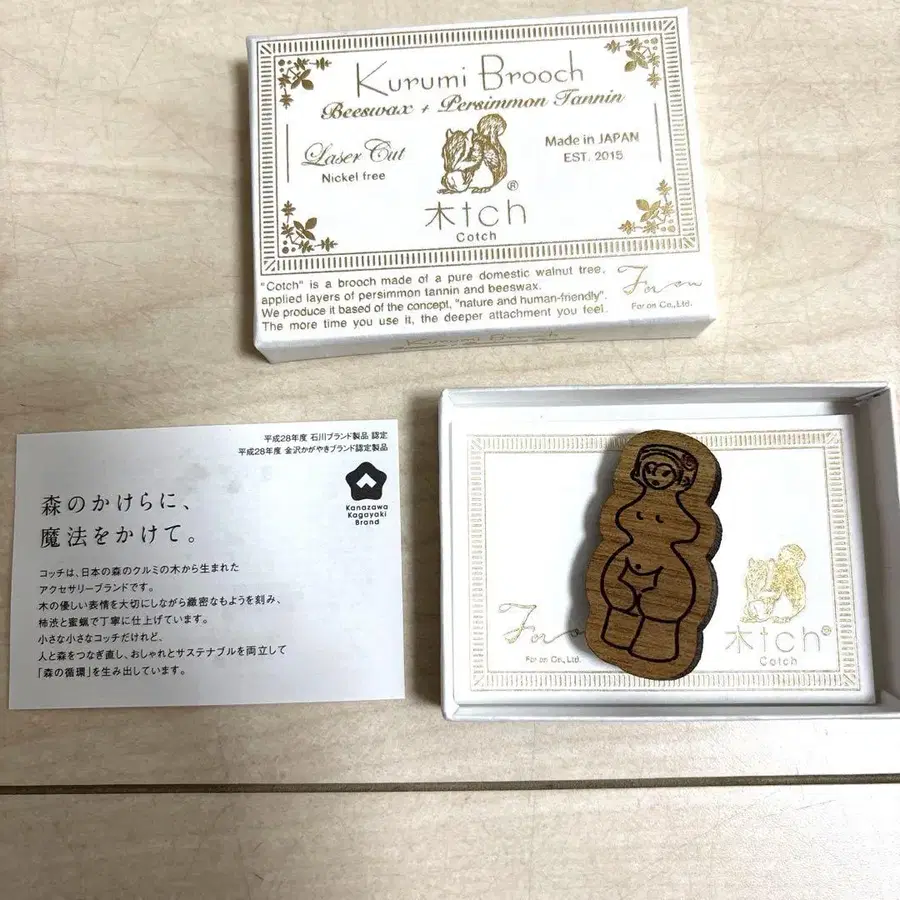 Kurumi Brooch
Beeswax + Persimmon Tannin
Laser Cut
Nickel free
Made in JAPAN
EST. 2015
®
木tch
Cotch
"Cotch" is a brooch made of a pure domestic walnut tree.
applied layers of persimmon tannin and beeswax.
We produce it based of the concept, "nature and human-friendly".
The more time you use it, the deeper attachment you feel.
For on
For on Co.,Ltd.
Kurumi Brooch
平成28年度 石川ブランド製品 認定
平成28年度 金沢かがやきブランド認定製品
Kanazawa
Kagayaki
Brand
森のかけらに、
魔法をかけて。
コッチは、日本の森のクルミの木から生まれた
アクセサリーブランドです。
木の優しい表情を大切にしながら緻密なもようを刻み、
柿渋と蜜蝋で丁寧に仕上げています。
小さな小さなコッチだけれど、
人と森をつなぎ直し、おしゃれとサステナブルを両立して
「森の循環」を生み出しています。
For on
For on Co.,Ltd.
木tch®
Cotch